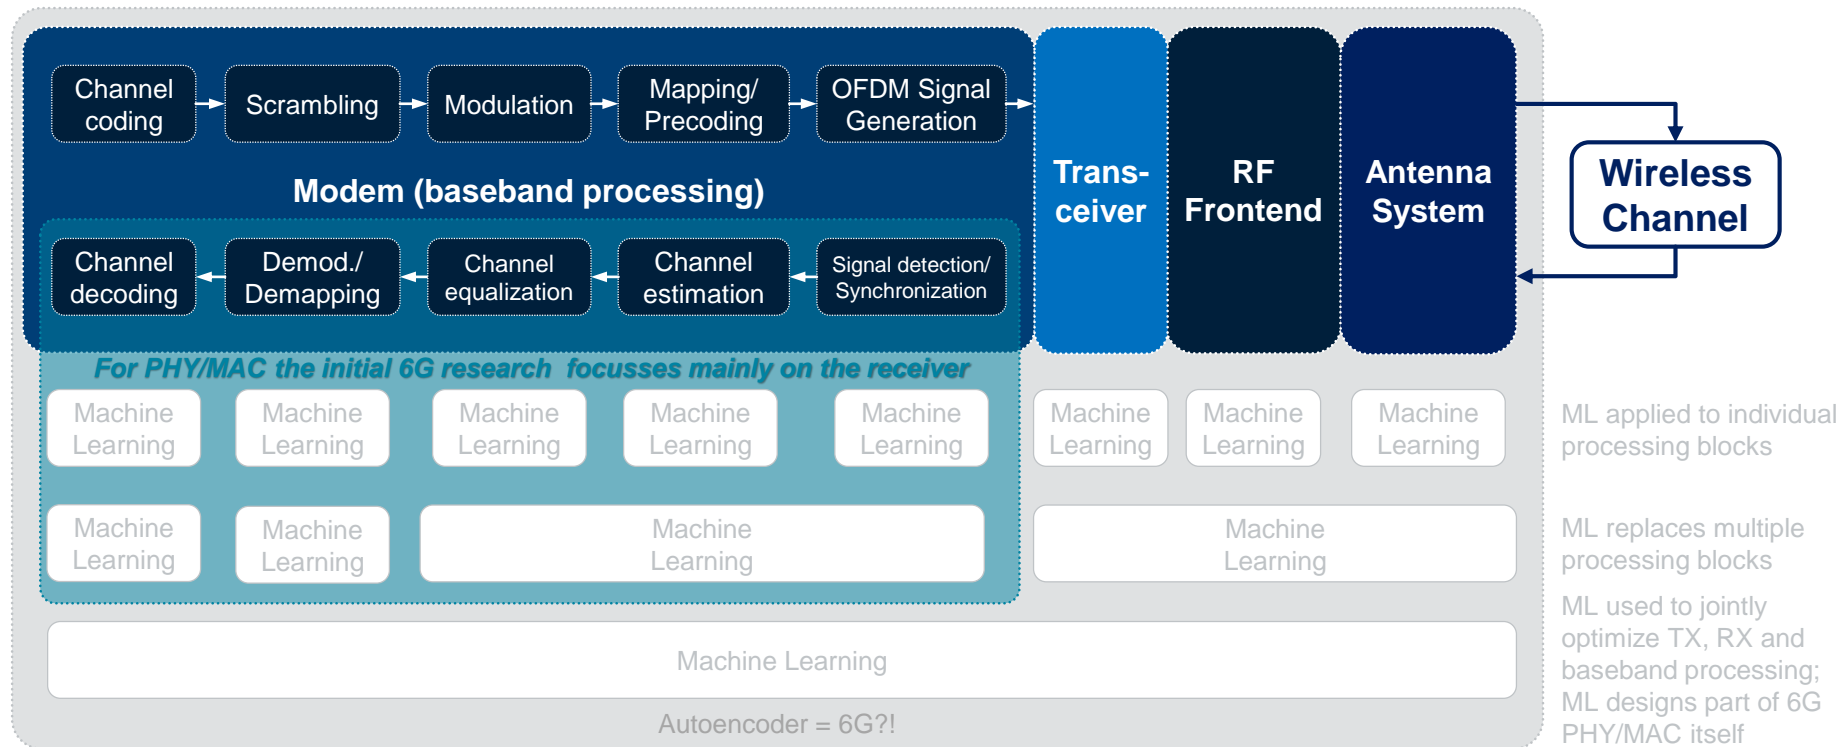 Channel
coding
Scrambling
Modulation
Mapping/
Precoding
OFDM Signal
Generation
Modem (baseband processing)
Channel
decoding
Demod./
Demapping
Channel
equalization
Channel
estimation
Signal detection/
Synchronization
Trans-
ceiver
RF
Frontend
Antenna
System
Wireless
Channel
For PHY/MAC the initial 6G research focusses mainly on the receiver
Machine
Learning
Machine
Learning
Machine
Learning
Machine
Learning
Machine
Learning
Machine
Learning
Machine
Learning
Machine
Learning
ML applied to individual
processing blocks
Machine
Learning
Machine
Learning
Machine
Learning
Machine
Learning
ML replaces multiple
processing blocks
Machine Learning
ML used to jointly
optimize TX, RX and
baseband processing;
ML designs part of 6G
PHY/MAC itself
Autoencoder = 6G?!